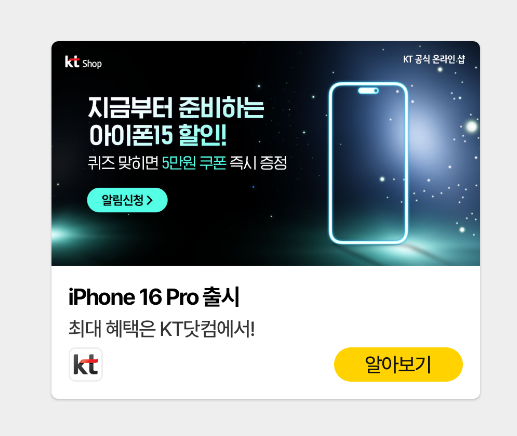 kt Shop
KT 공식 온라인 샵
지금부터 준비하는
아이폰15 할인!
퀴즈 맞히면 5만원 쿠폰 즉시 증정
알림신청 >
iPhone 16 Pro 출시
최대 혜택은 KT닷컴에서!
kt
알아보기